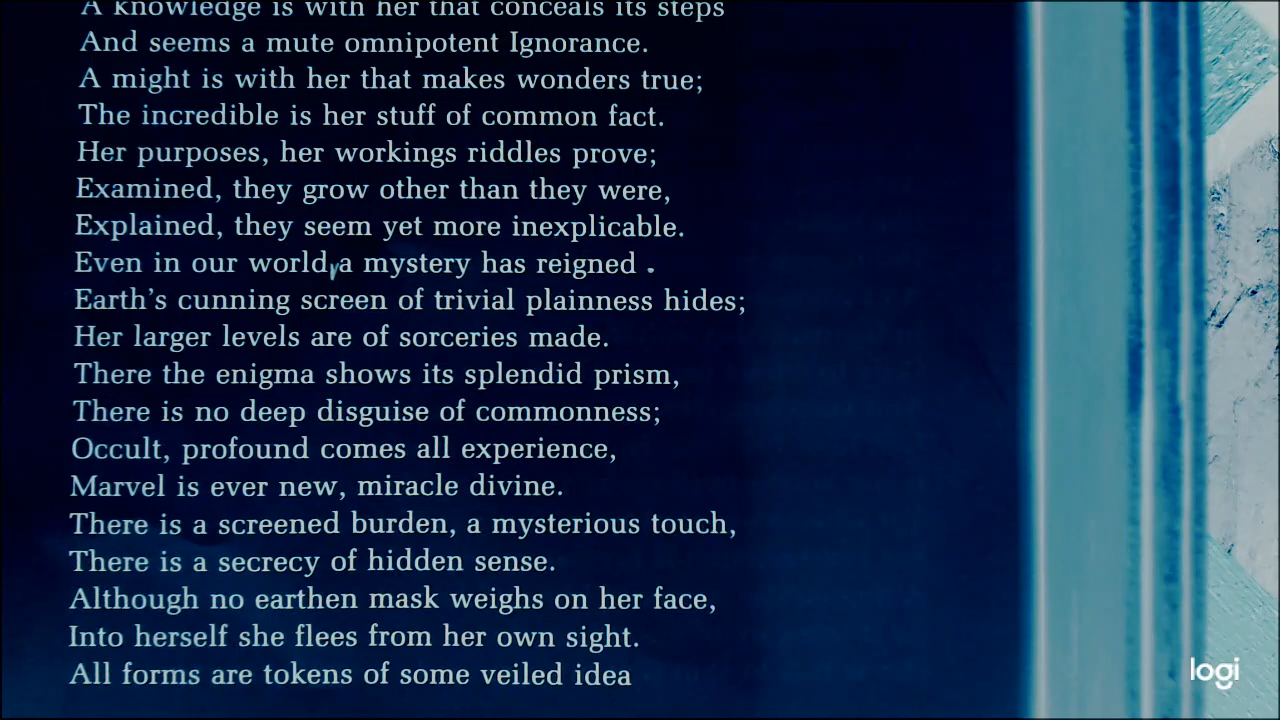 A knowledge is with her that conceals its steps
And seems a mute omnipotent Ignorance.
A might is with her that makes wonders true;
The incredible is her stuff of common fact.
Her purposes, her workings riddles prove;
Examined, they grow other than they were,
Explained, they seem yet more inexplicable.
Even in our world,a mystery has reigned .
Earth's cunning screen of trivial plainness hides;
Her larger levels are of sorceries made.
There the enigma shows its splendid prism,
There is no deep disguise of commonness;
Occult, profound comes all experience,
Marvel is ever new, miracle divine.
There is a screened burden, a mysterious touch,
There is a secrecy of hidden sense.
Although no earthen mask weighs on her face,
Into herself she flees from her own sight.
All forms are tokens of some veiled idea
logi